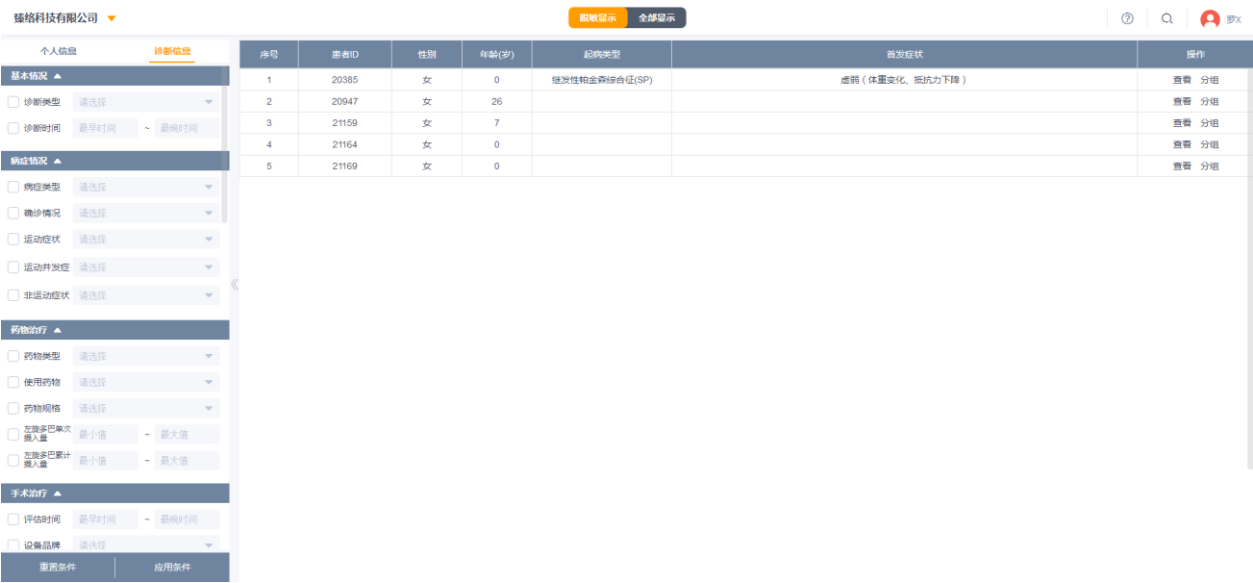 臻络科技有限公司
脱敏显示 全部显示
罗X
个人信息 诊断信息
基本情况
诊断类型 请选择
诊断时间 最早时间 ~ 最晚时间
病症情况
病症类型 请选择
确诊情况 请选择
运动症状 请选择
运动并发症 请选择
非运动症状 请选择
药物治疗
药物类型 请选择
使用药物 请选择
药物规格 请选择
左旋多巴单次摄入量 最小值 ~ 最大值
左旋多巴累计摄入量 最小值 ~ 最大值
手术治疗
评估时间 最早时间 ~ 最晚时间
设备品牌 请选择
重置条件 应用条件
序号 患者ID 性别 年龄(岁) 起病类型 首发症状 操作
1 20385 女 0 继发性帕金森综合征(SP) 虚弱(体重变化、抵抗力下降) 查看 分组
2 20947 女 26 查看 分组
3 21159 女 7 查看 分组
4 21164 女 0 查看 分组
5 21169 女 0 查看 分组